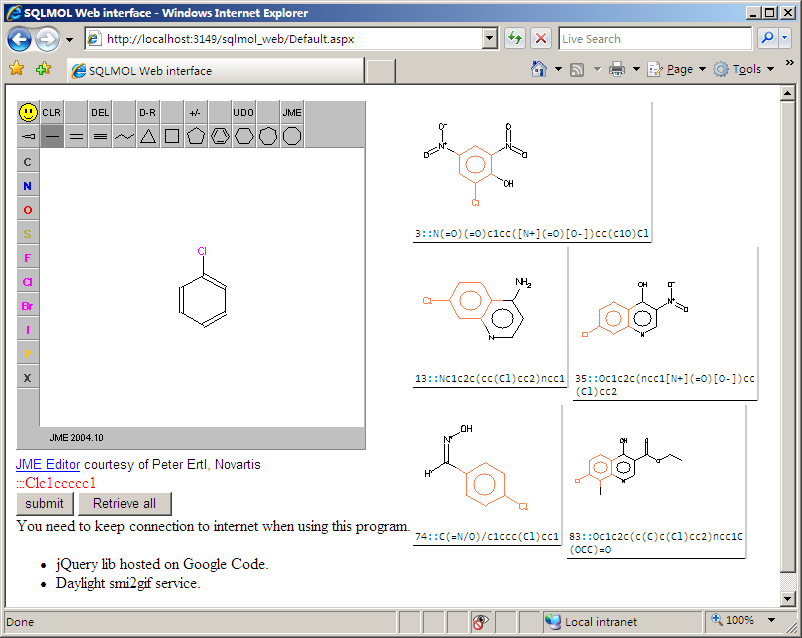 SQLMOL Web interface - Windows Internet Explorer
http://localhost:3149/sqlmol_web/Default.aspx
Live Search
SQLMOL Web interface
Page
Tools
CLR DEL D-R +/- UDO JME
C
N
O
S
F
Cl
Br
I
P
X
Cl
JME 2004.10
JME Editor courtesy of Peter Ertl, Novartis
:::Clc1ccccc1
submit Retrieve all
You need to keep connection to internet when using this program.
jQuery lib hosted on Google Code.
Daylight smi2gif service.
O- O
O N+ N+ O-
OH
Cl
3::N(=O)(=O)c1cc([N+](=O)[O-])cc(c1O)Cl
NH2
Cl
N
13::Nc1c2c(cc(Cl)cc2)ncc1
OH O-
N+ O
Cl N
35::Oc1c2c(ncc1[N+](=O)[O-])cc
(Cl)cc2
N OH
H
Cl
74::C(=N/O)/c1ccc(Cl)cc1
OH O
O
Cl N
83::Oc1c2c(c(C)c(Cl)cc2)ncc1C
(OCC)=O
Done
Local intranet
100%